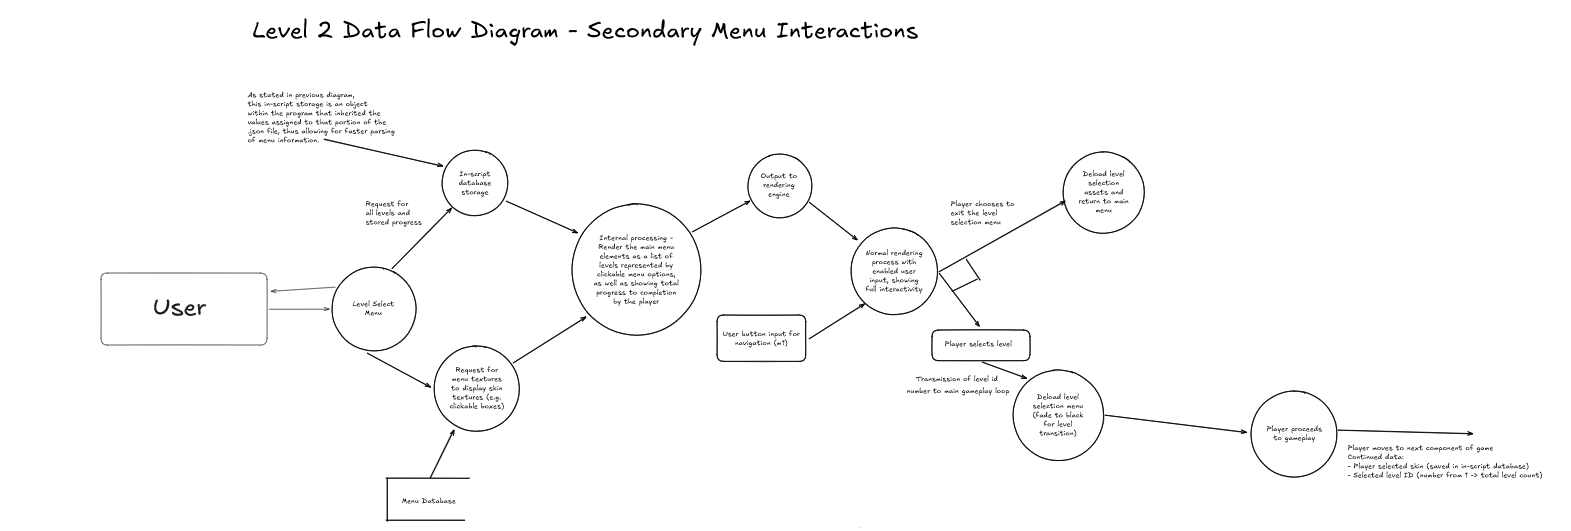 Level 2 Data Flow Diagram - Secondary Menu Interactions
As stated in previous diagram,
this in-script storage is an object
within the program that inherited the
values assigned to that portion of the
.json file, thus allowing for faster parsing
of menu information.
In-script
database
storage
Request for
all levels and
stored progress
User
Level Select
Menu
Request for
menu textures
to display skin
textures (e.g.
clickable boxes)
Menu Database
Internal processing -
Render the main menu
elements as a list of
levels represented by
clickable menu options,
as well as showing total
progress to completion
by the player
Output to
rendering
engine
Normal rendering
process with
enabled user
input, showing
full interactivity
User button input for
navigation (m1)
Player chooses to
exit the level
selection menu
Deload level
selection
assets and
return to main
menu
Player selects level
Transmission of level id
number to main gameplay loop
Deload level
selection menu
(fade to black
for level
transition)
Player proceeds
to gameplay
Player moves to next component of game
Continued data:
- Player selected skin (saved in in-script database)
- Selected level ID (number from 1 -> total level count)